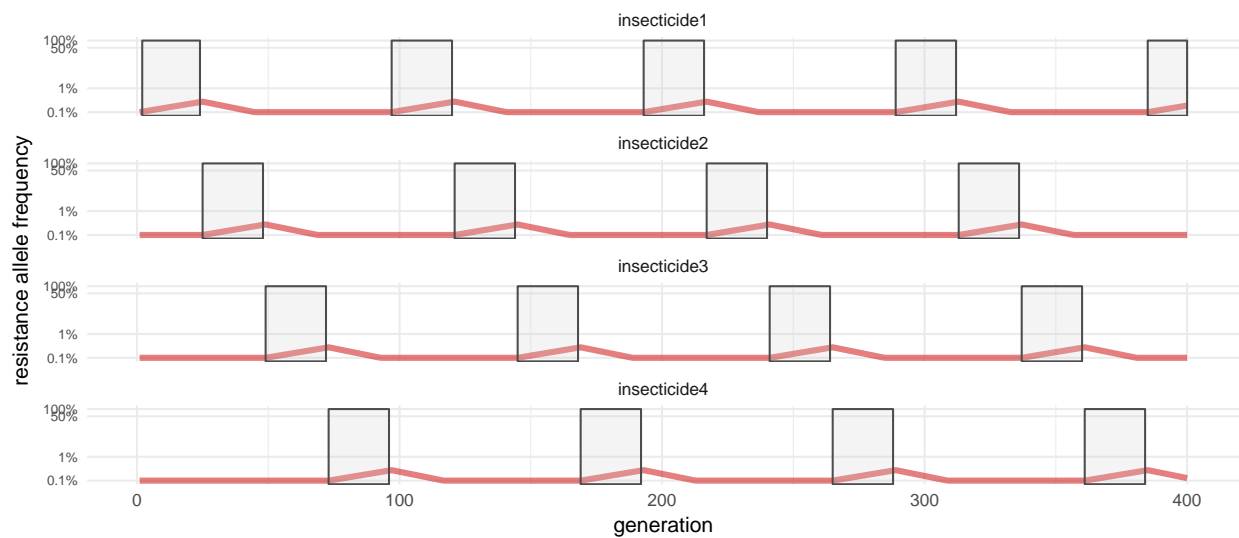 insecticide1
100%
50%
1%
0.1%
insecticide2
100%
50%
1%
0.1%
insecticide3
100%
50%
1%
0.1%
insecticide4
100%
50%
1%
0.1%
0 100 200 300 400
generation
resistance allele frequency